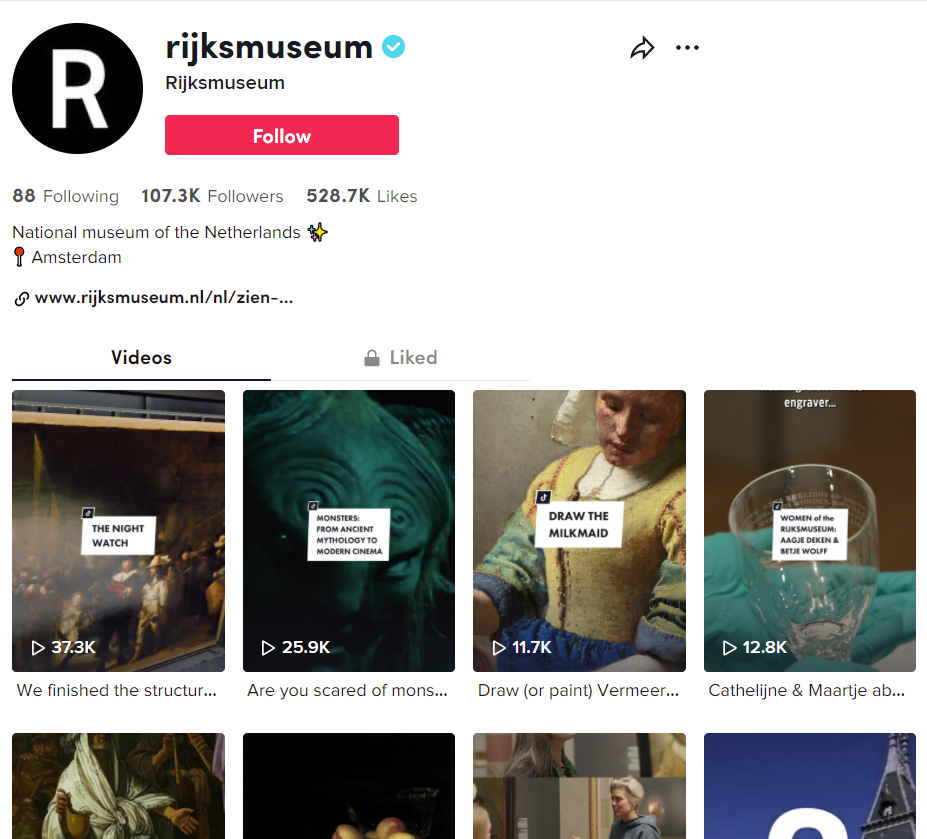 R
rijksmuseum
Rijksmuseum
Follow
88 Following 107.3K Followers 528.7K Likes
National museum of the Netherlands
Amsterdam
www.rijksmuseum.nl/nl/zien-...
Videos Liked
THE NIGHT
WATCH
37.3K
We finished the structur...
MONSTERS:
FROM ANCIENT
MYTHOLOGY TO
MODERN CINEMA
25.9K
Are you scared of mons...
DRAW THE
MILKMAID
11.7K
Draw (or paint) Vermeer...
engraver...
WOMEN of the
RIJKSMUSEUM:
AAGJE DEKEN &
BETJE WOLFF
12.8K
Cathelijne & Maartje ab...